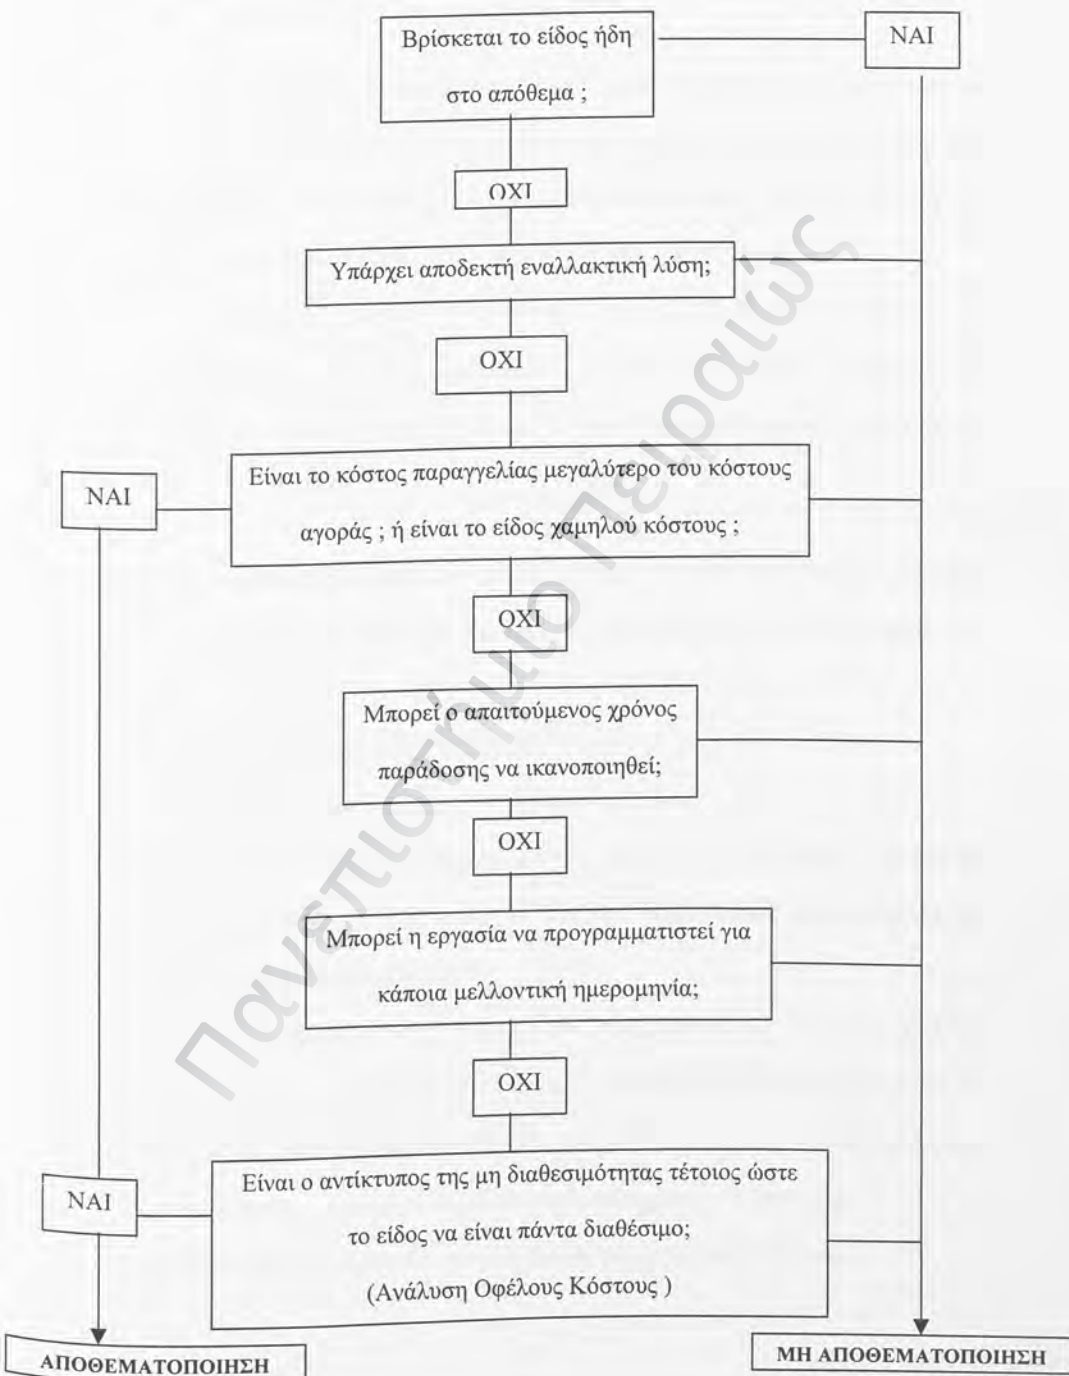 Βρίσκεται το είδος ήδη
στο απόθεμα ;
ΝΑΙ
ΟΧΙ
Υπάρχει αποδεκτή εναλλακτική λύση;
ΟΧΙ
Είναι το κόστος παραγγελίας μεγαλύτερο του κόστους
αγοράς ; ή είναι το είδος χαμηλού κόστους ;
ΝΑΙ
ΟΧΙ
Μπορεί ο απαιτούμενος χρόνος
παράδοσης να ικανοποιηθεί;
ΟΧΙ
Μπορεί η εργασία να προγραμματιστεί για
κάποια μελλοντική ημερομηνία;
ΟΧΙ
Είναι ο αντίκτυπος της μη διαθεσιμότητας τέτοιος ώστε
το είδος να είναι πάντα διαθέσιμο;
(Ανάλυση Οφέλους Κόστους )
ΝΑΙ
ΑΠΟΘΕΜΑΤΟΠΟΙΗΣΗ
ΜΗ ΑΠΟΘΕΜΑΤΟΠΟΙΗΣΗ
Πανεπιστήμιο Πειραιώς